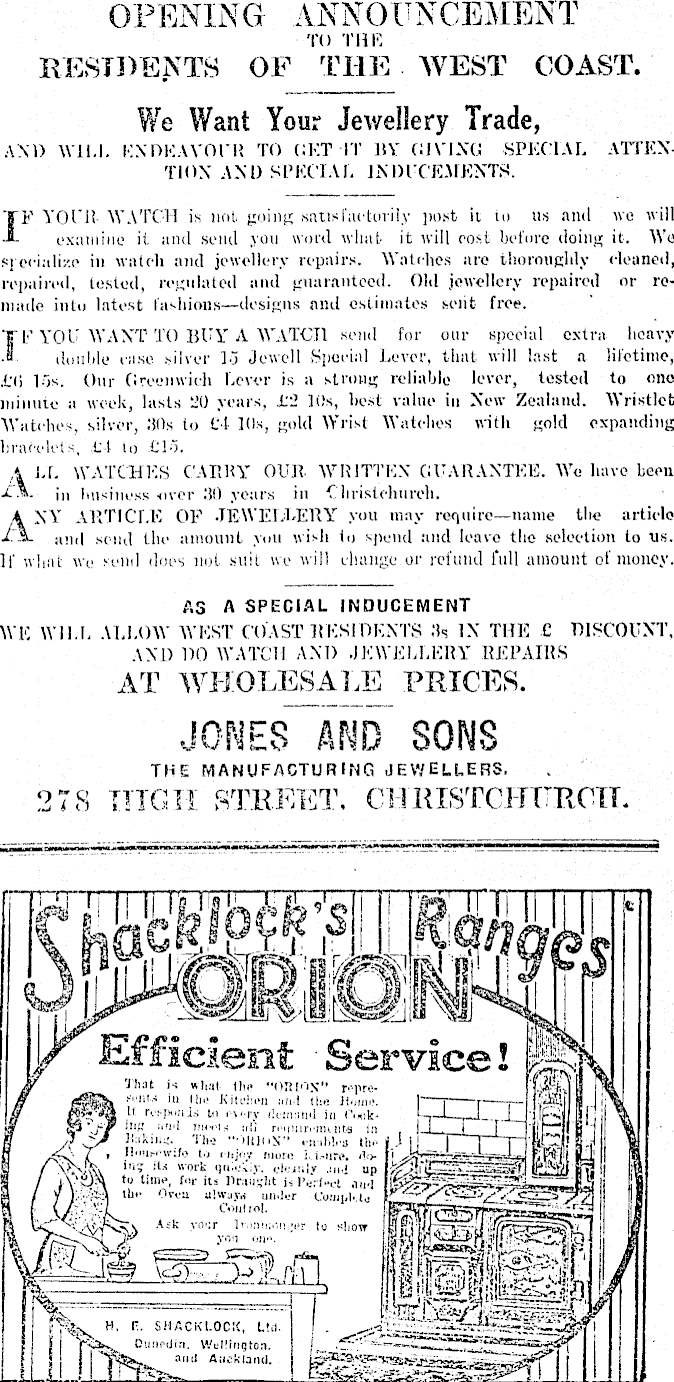 OPENING ANNOUNCEMENT
TO THE
RESIDENTS OF THE WEST COAST.
We Want Your Jewellery Trade,
AND WILL ENDEAVOUR TO GET IT BY GIVING SPECIAL ATTEN-
TION AND SPECIAL INDUCEMENTS.
IF YOUR WATCH is not going satisfactorily post it to us and we will
examine it and send you word what it will cost before doing it. We
specialize in watch and jewellery repairs. Watches are thoroughly cleaned,
repaired, tested, regulated and guaranteed. Old jewellery repaired or re-
made into latest fashions—designs and estimates sent free.
IF YOU WANT TO BUY A WATCH send for our special extra heavy
double case silver 15 Jewell Special Lever, that will last a lifetime,
£6 15s. Our Greenwich Lever is a strong reliable lever, tested to one
minute a week, lasts 20 years, £2 10s, best value in New Zealand. Wristlet
Watches, silver, 30s to £4 10s, gold Wrist Watches with gold expanding
bracelets, £4 to £15.
ALL WATCHES CARRY OUR WRITTEN GUARANTEE. We have been
in business over 30 years in Christchurch.
ANY ARTICLE OF JEWELLERY you may require—name the article
and send the amount you wish to spend and leave the selection to us.
If what we send does not suit we will change or refund full amount of money.
AS A SPECIAL INDUCEMENT
WE WILL ALLOW WEST COAST RESIDENTS 3s IN THE £ DISCOUNT,
AND DO WATCH AND JEWELLERY REPAIRS
AT WHOLESALE PRICES.
JONES AND SONS
THE MANUFACTURING JEWELLERS.
278 HIGH STREET, CHRISTCHURCH.
Shacklock's Ranges
ORION
Efficient Service!
That is what the "ORION" repre-
sents in the Kitchen and the Home.
It responds to every demand in Cook-
ing and meets all requirements in
Baking. The "ORION" enables the
Housewife to enjoy more leisure, do-
ing its work quickly, cleanly and up
to time, for its Draught is Perfect and
the Oven always under Complete
Control.
Ask your Ironmonger to show
you one.
H. E. SHACKLOCK, Ltd.
Dunedin, Wellington,
and Auckland.